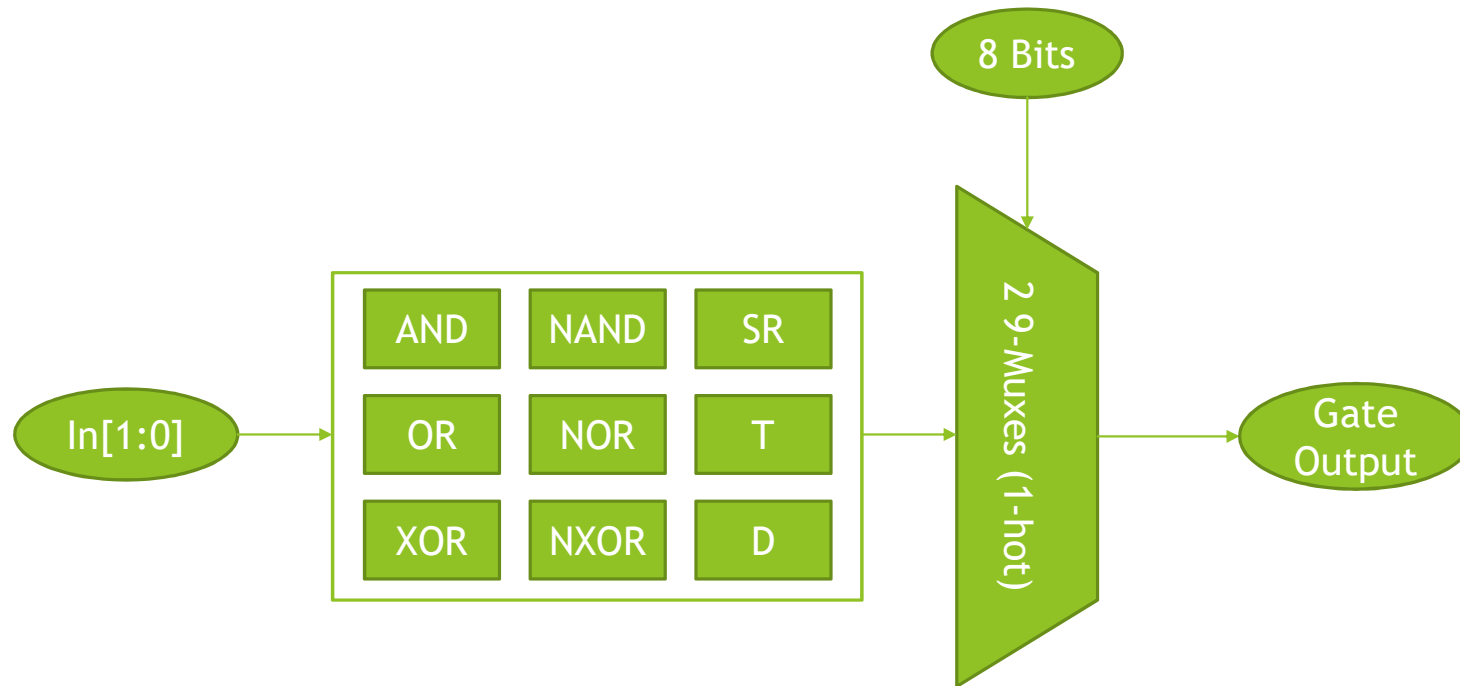 8 Bits
AND NAND SR
2 9-Muxes (1-hot)
In[1:0]
OR NOR T
Gate
Output
XOR NXOR D